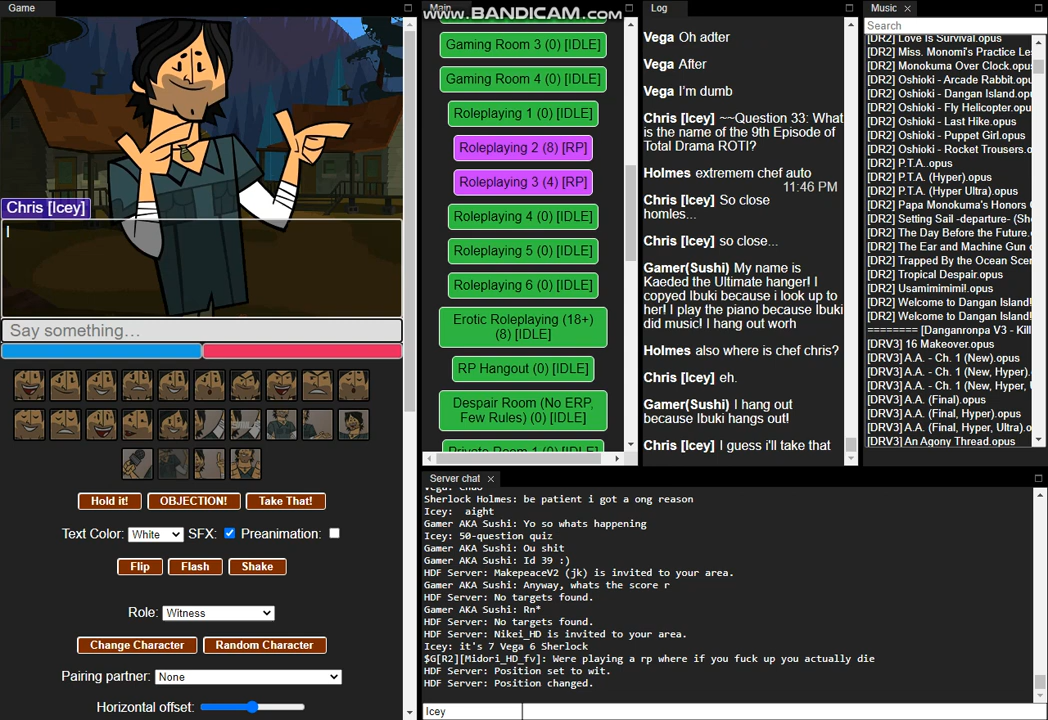 Game
Main
WWW.BANDICAM.COM
Log
Music
Chris [Icey]
I
Say something…
Hold it!
OBJECTION!
Take That!
Text Color: White SFX: Preanimation:
Flip
Flash
Shake
Role: Witness
Change Character
Random Character
Pairing partner: None
Horizontal offset:
Gaming Room 3 (0) [IDLE]
Gaming Room 4 (0) [IDLE]
Roleplaying 1 (0) [IDLE]
Roleplaying 2 (8) [RP]
Roleplaying 3 (4) [RP]
Roleplaying 4 (0) [IDLE]
Roleplaying 5 (0) [IDLE]
Roleplaying 6 (0) [IDLE]
Erotic Roleplaying (18+)
(8) [IDLE]
RP Hangout (0) [IDLE]
Despair Room (No ERP,
Few Rules) (0) [IDLE]
Private Room 1 (0) [IDLE]
Vega Oh adter
Vega After
Vega I'm dumb
Chris [Icey] ~~Question 33: What
is the name of the 9th Episode of
Total Drama ROTI?
Holmes extremem chef auto
11:46 PM
Chris [Icey] So close
homles...
Chris [Icey] so close...
Gamer(Sushi) My name is
Kaeded the Ultimate hanger! I
copyed Ibuki because i look up to
her! I play the piano because Ibuki
did music! I hang out worh
Holmes also where is chef chris?
Chris [Icey] eh.
Gamer(Sushi) I hang out
because Ibuki hangs out!
Chris [Icey] I guess i'll take that
Search
[DR2] Love Is Survival.opus
[DR2] Miss. Monomi's Practice Les
[DR2] Monokuma Over Clock.opu
[DR2] Oshioki - Arcade Rabbit.opu
[DR2] Oshioki - Dangan Island.opu
[DR2] Oshioki - Fly Helicopter.opus
[DR2] Oshioki - Last Hike.opus
[DR2] Oshioki - Puppet Girl.opus
[DR2] Oshioki - Rocket Trousers.o
[DR2] P.T.A..opus
[DR2] P.T.A. (Hyper).opus
[DR2] P.T.A. (Hyper Ultra).opus
[DR2] Papa Monokuma's Honors
[DR2] Setting Sail -departure- (Sh
[DR2] The Day Before the Future.
[DR2] The Ear and Machine Gun
[DR2] Trapped By the Ocean Sce
[DR2] Tropical Despair.opus
[DR2] Usamimimimi!.opus
[DR2] Welcome to Dangan Island!
[DR2] Welcome to Dangan Island!
======== [Danganronpa V3 - Kill
[DRV3] 16 Makeover.opus
[DRV3] A.A. - Ch. 1 (New).opus
[DRV3] A.A. - Ch. 1 (New, Hyper).
[DRV3] A.A. - Ch. 1 (New, Hyper,
[DRV3] A.A. (Final).opus
[DRV3] A.A. (Final, Hyper).opus
[DRV3] A.A. (Final, Hyper, Ultra).o
[DRV3] An Agony Thread.opus
Server chat
Vega: Chao
Sherlock Holmes: be patient i got a ong reason
Icey: aight
Gamer AKA Sushi: Yo so whats happening
Icey: 50-question quiz
Gamer AKA Sushi: Ou shit
Gamer AKA Sushi: Id 39 :)
HDF Server: MakepeaceV2 (jk) is invited to your area.
Gamer AKA Sushi: Anyway, whats the score r
HDF Server: No targets found.
Gamer AKA Sushi: Rn*
HDF Server: No targets found.
HDF Server: Nikei_HD is invited to your area.
Icey: it's 7 Vega 6 Sherlock
$G[R2][Midori_HD_fv]: Were playing a rp where if you fuck up you actually die
HDF Server: Position set to wit.
HDF Server: Position changed.
Icey